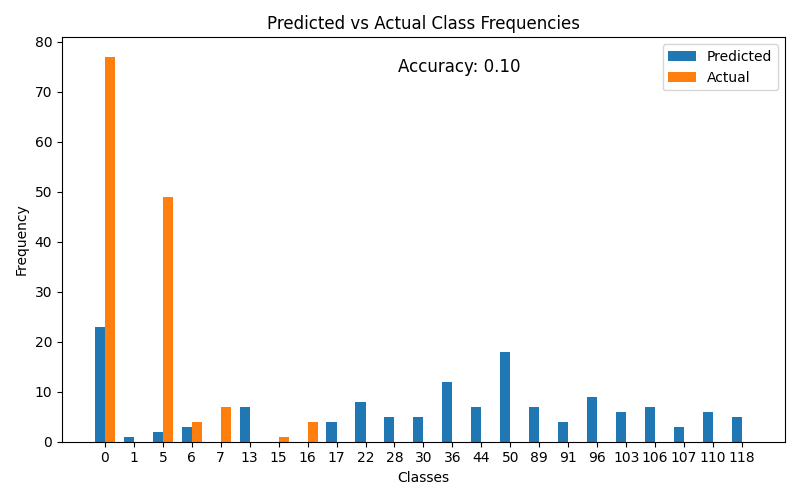 Predicted vs Actual Class Frequencies
Accuracy: 0.10
Predicted
Actual
Frequency
80
70
60
50
40
30
20
10
0
0 1 5 6 7 13 15 16 17 22 28 30 36 44 50 89 91 96 103 106 107 110 118
Classes